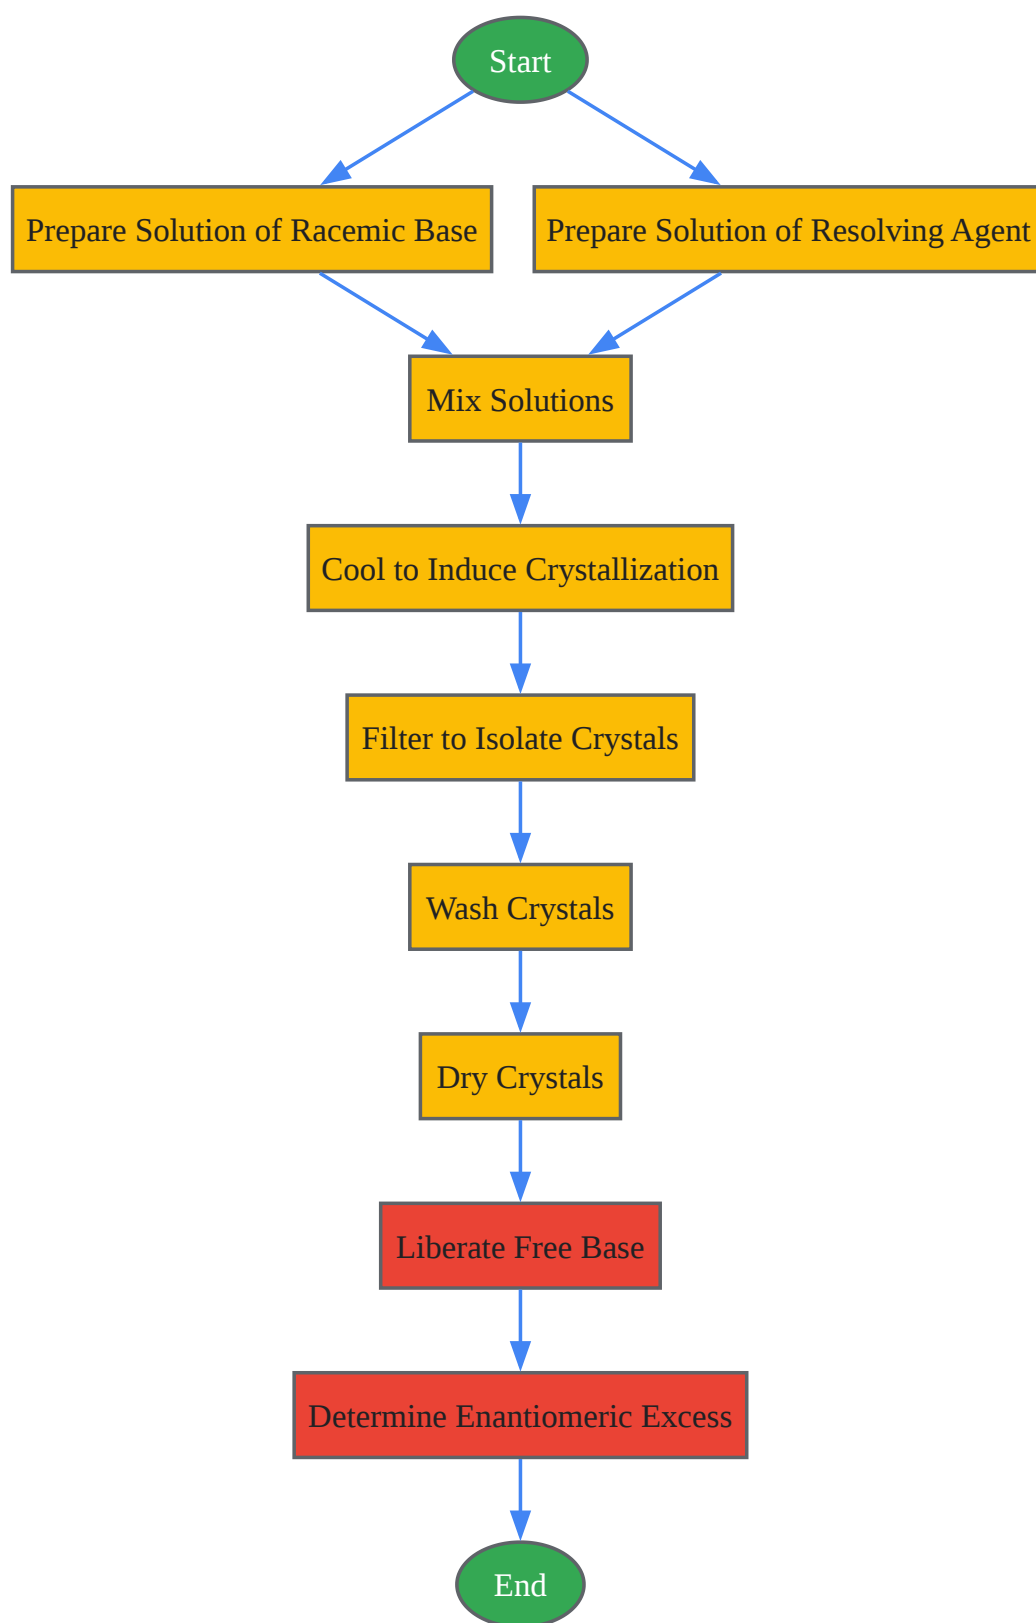 Start
Prepare Solution of Racemic Base
Prepare Solution of Resolving Agent
Mix Solutions
Cool to Induce Crystallization
Filter to Isolate Crystals
Wash Crystals
Dry Crystals
Liberate Free Base
Determine Enantiomeric Excess
End